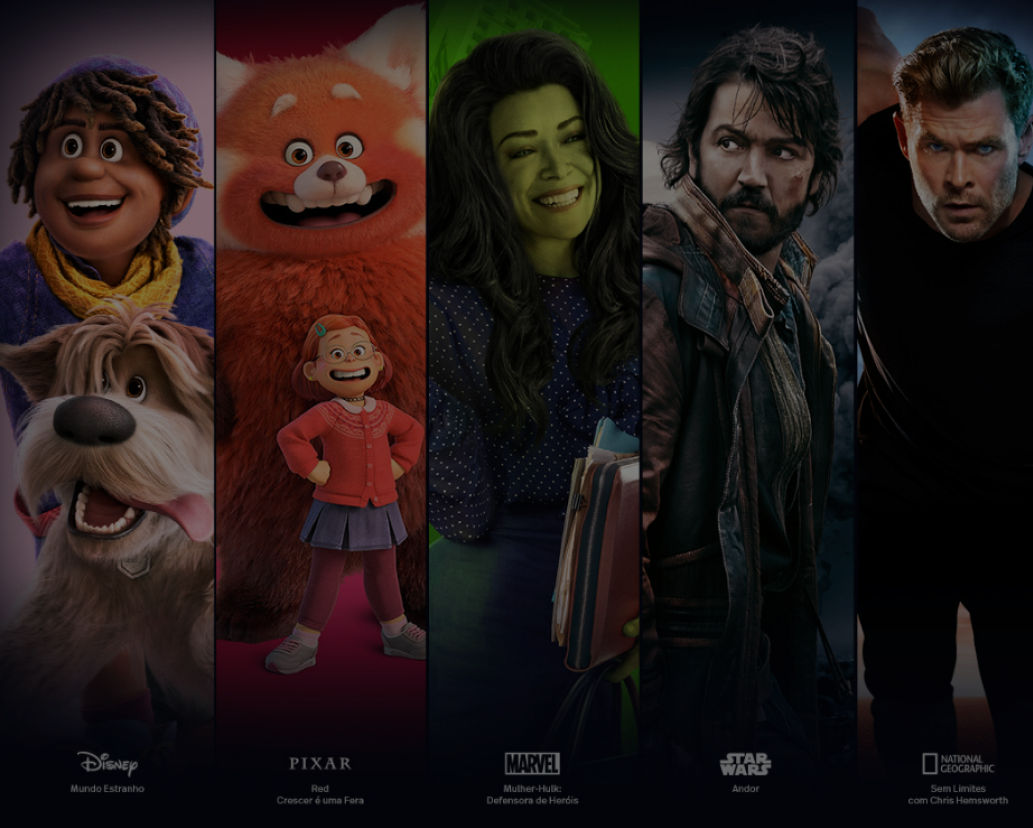 Disney
Mundo Estranho
PIXAR
Red
Crescer é uma Fera
MARVEL
Mulher-Hulk:
Defensora de Heróis
STAR
WARS
Andor
NATIONAL
GEOGRAPHIC
Sem Limites
com Chris Hemsworth